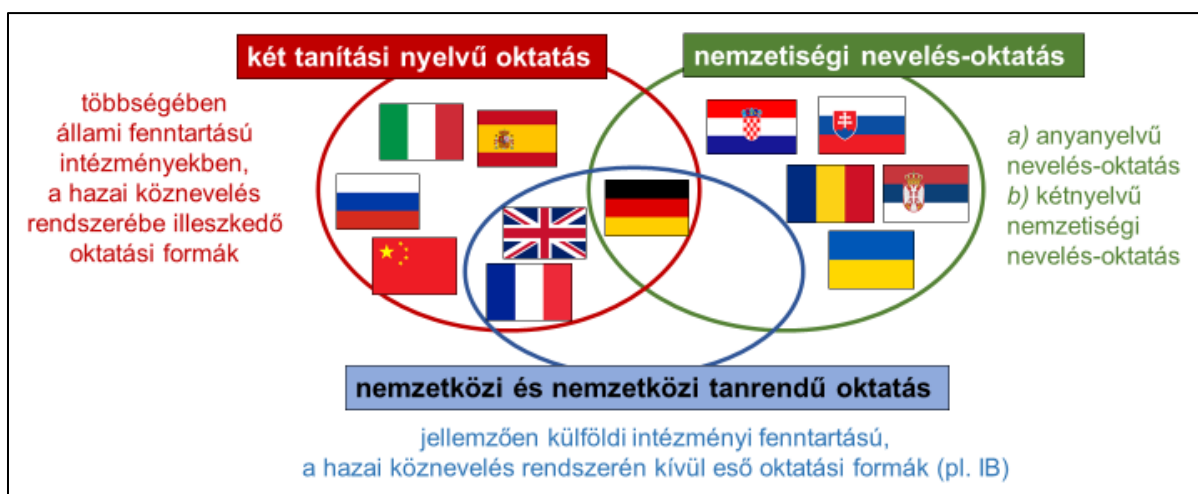 két tanítási nyelvű oktatás
nemzetiségi nevelés-oktatás
többségében
állami fenntartású
intézményekben,
a hazai köznevelés
rendszerébe illeszkedő
oktatási formák
a) anyanyelvű
nevelés-oktatás
b) kétnyelvű
nemzetiségi
nevelés-oktatás
nemzetközi és nemzetközi tanrendű oktatás
jellemzően külföldi intézményi fenntartású,
a hazai köznevelés rendszerén kívül eső oktatási formák (pl. IB)